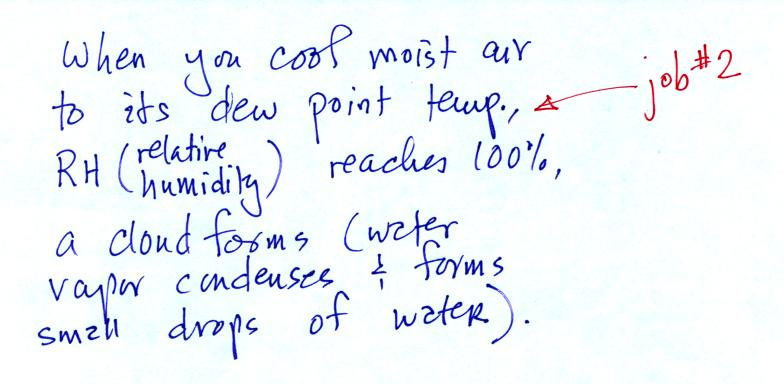 When you cool moist air
to its dew point temp., job #2
RH (relative humidity) reaches 100%,
a cloud forms (water
vapor condenses & forms
small drops of water).